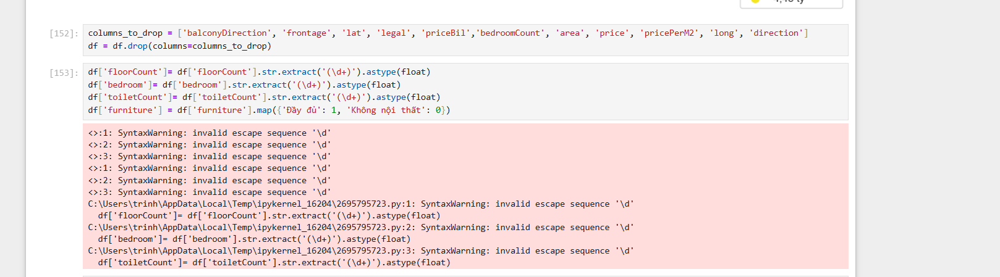 [152]: columns_to_drop = ['balconyDirection', 'frontage', 'lat', 'legal', 'priceBil','bedroomCount', 'area', 'price', 'pricePerM2', 'long', 'direction']
df = df.drop(columns=columns_to_drop)
[153]: df['floorCount']= df['floorCount'].str.extract('(\d+)').astype(float)
df['bedroom']= df['bedroom'].str.extract('(\d+)').astype(float)
df['toiletCount']= df['toiletCount'].str.extract('(\d+)').astype(float)
df['furniture'] = df['furniture'].map({'Đầy đủ': 1, 'Không nội thất': 0})
<>:1: SyntaxWarning: invalid escape sequence '\d'
<>:2: SyntaxWarning: invalid escape sequence '\d'
<>:3: SyntaxWarning: invalid escape sequence '\d'
<>:1: SyntaxWarning: invalid escape sequence '\d'
<>:2: SyntaxWarning: invalid escape sequence '\d'
<>:3: SyntaxWarning: invalid escape sequence '\d'
C:\Users\trinh\AppData\Local\Temp\ipykernel_16204\2695795723.py:1: SyntaxWarning: invalid escape sequence '\d'
df['floorCount']= df['floorCount'].str.extract('(\d+)').astype(float)
C:\Users\trinh\AppData\Local\Temp\ipykernel_16204\2695795723.py:2: SyntaxWarning: invalid escape sequence '\d'
df['bedroom']= df['bedroom'].str.extract('(\d+)').astype(float)
C:\Users\trinh\AppData\Local\Temp\ipykernel_16204\2695795723.py:3: SyntaxWarning: invalid escape sequence '\d'
df['toiletCount']= df['toiletCount'].str.extract('(\d+)').astype(float)